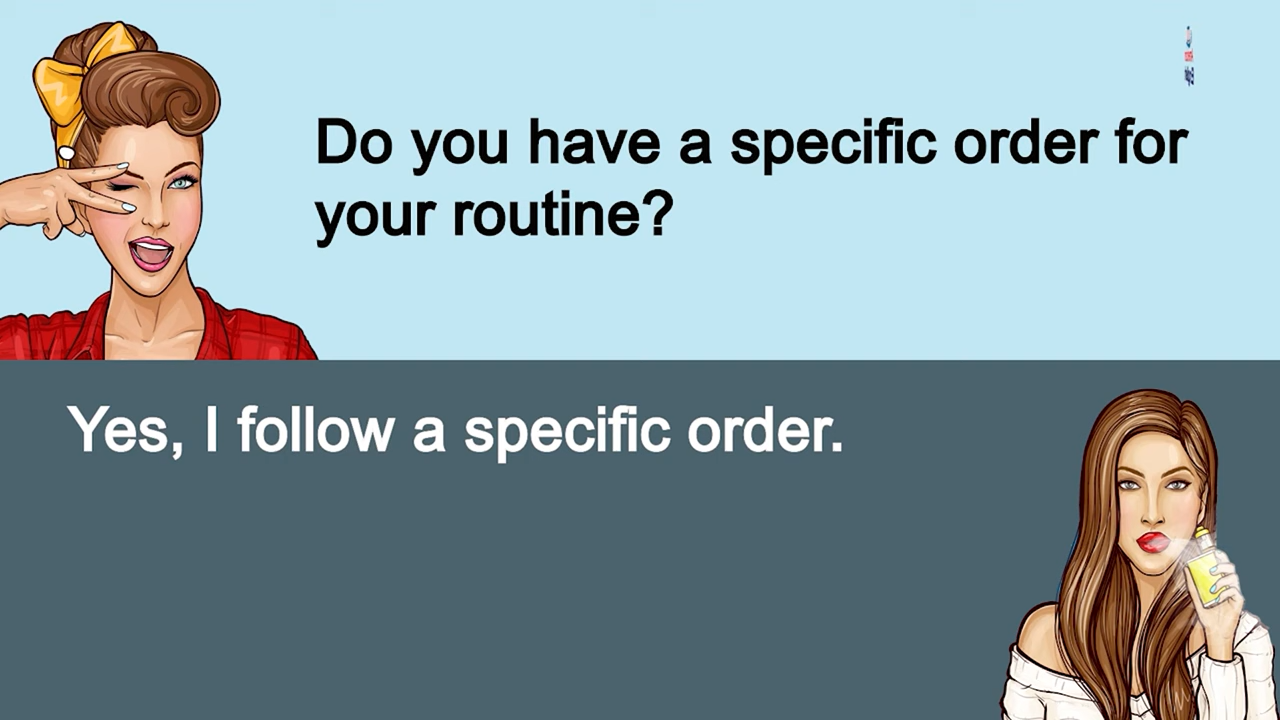 Do you have a specific order for
your routine?
Yes, I follow a specific order.